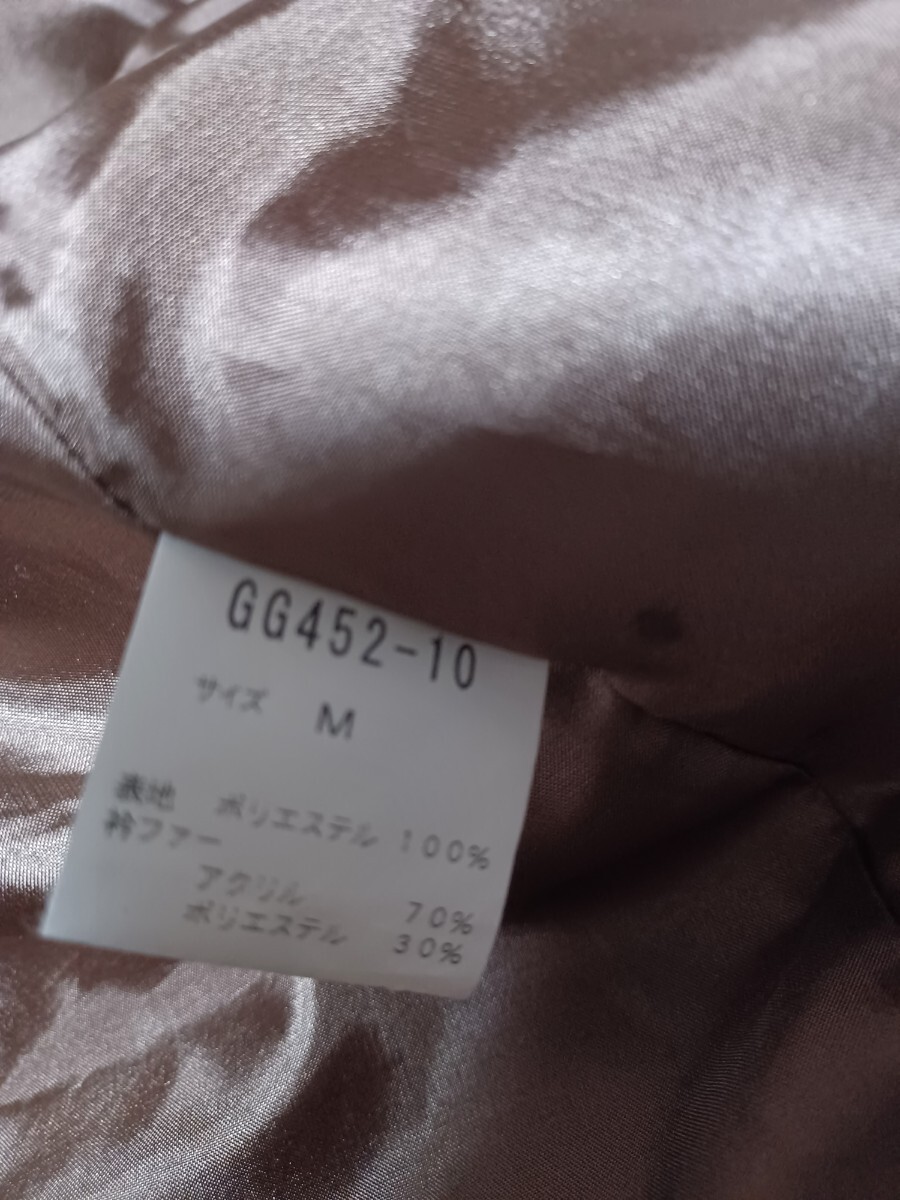 GG452-10
サイズ M
表地 ポリエステル 100%
衿ファー
アクリル 70%
ポリエステル 30%